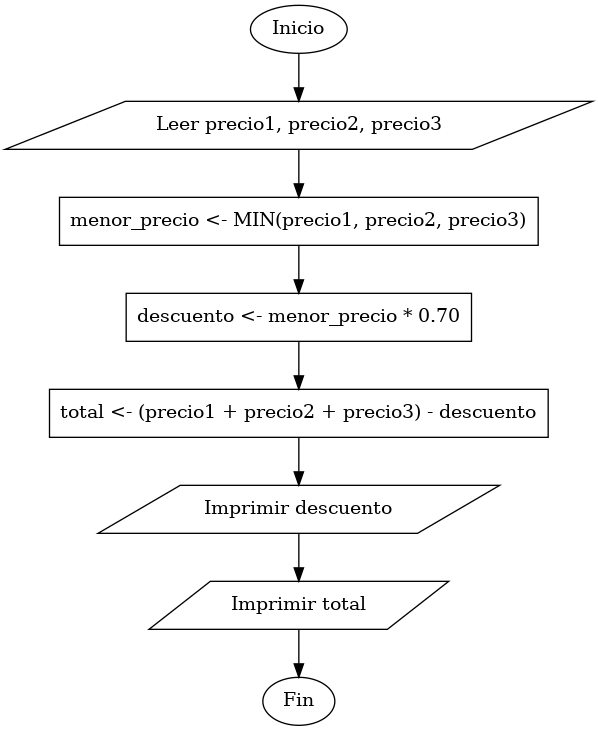 Inicio
Leer precio1, precio2, precio3
menor_precio <- MIN(precio1, precio2, precio3)
descuento <- menor_precio * 0.70
total <- (precio1 + precio2 + precio3) - descuento
Imprimir descuento
Imprimir total
Fin